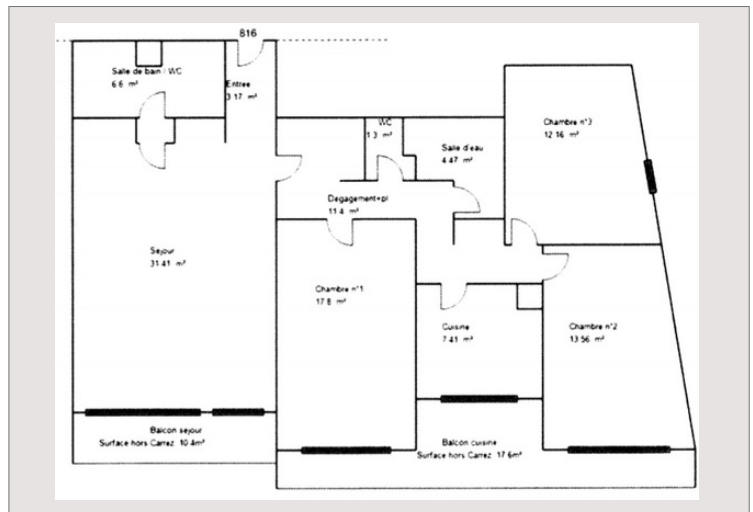 816
Salle de bain / WC
6.6 m²
Entree
3.17 m²
WC
1.3 m²
Salle d'eau
4.47 m²
Chambre n°3
12.16 m²
Degagement+pl
11.4 m²
Sejour
31.41 m²
Chambre n°1
17.8 m²
Cuisine
7.41 m²
Chambre n°2
13.56 m²
Balcon sejour
Surface hors Carrez 10.4m²
Balcon cuisine
Surface hors Carrez 17.6m²